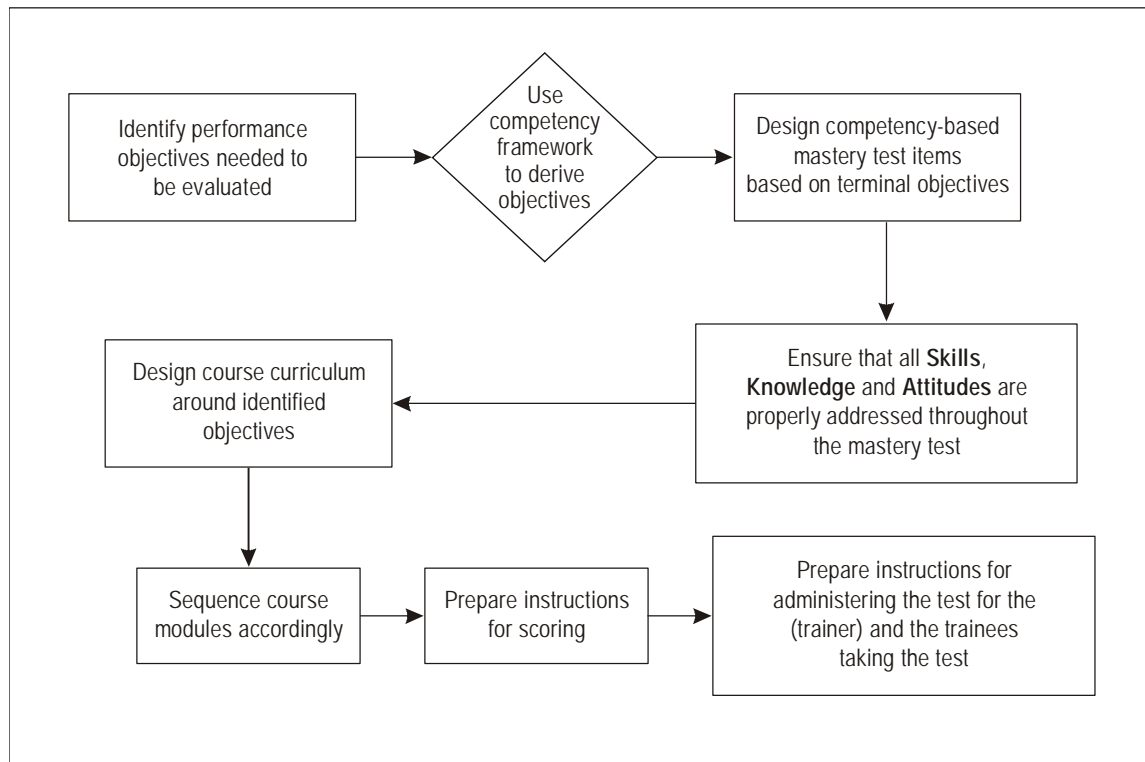 Identify performance
objectives needed to
be evaluated
Use
competency
framework
to derive
objectives
Design competency-based
mastery test items
based on terminal objectives
Ensure that all Skills,
Knowledge and Attitudes are
properly addressed throughout
the mastery test
Design course curriculum
around identified
objectives
Sequence course
modules accordingly
Prepare instructions
for scoring
Prepare instructions for
administering the test for the
(trainer) and the trainees
taking the test